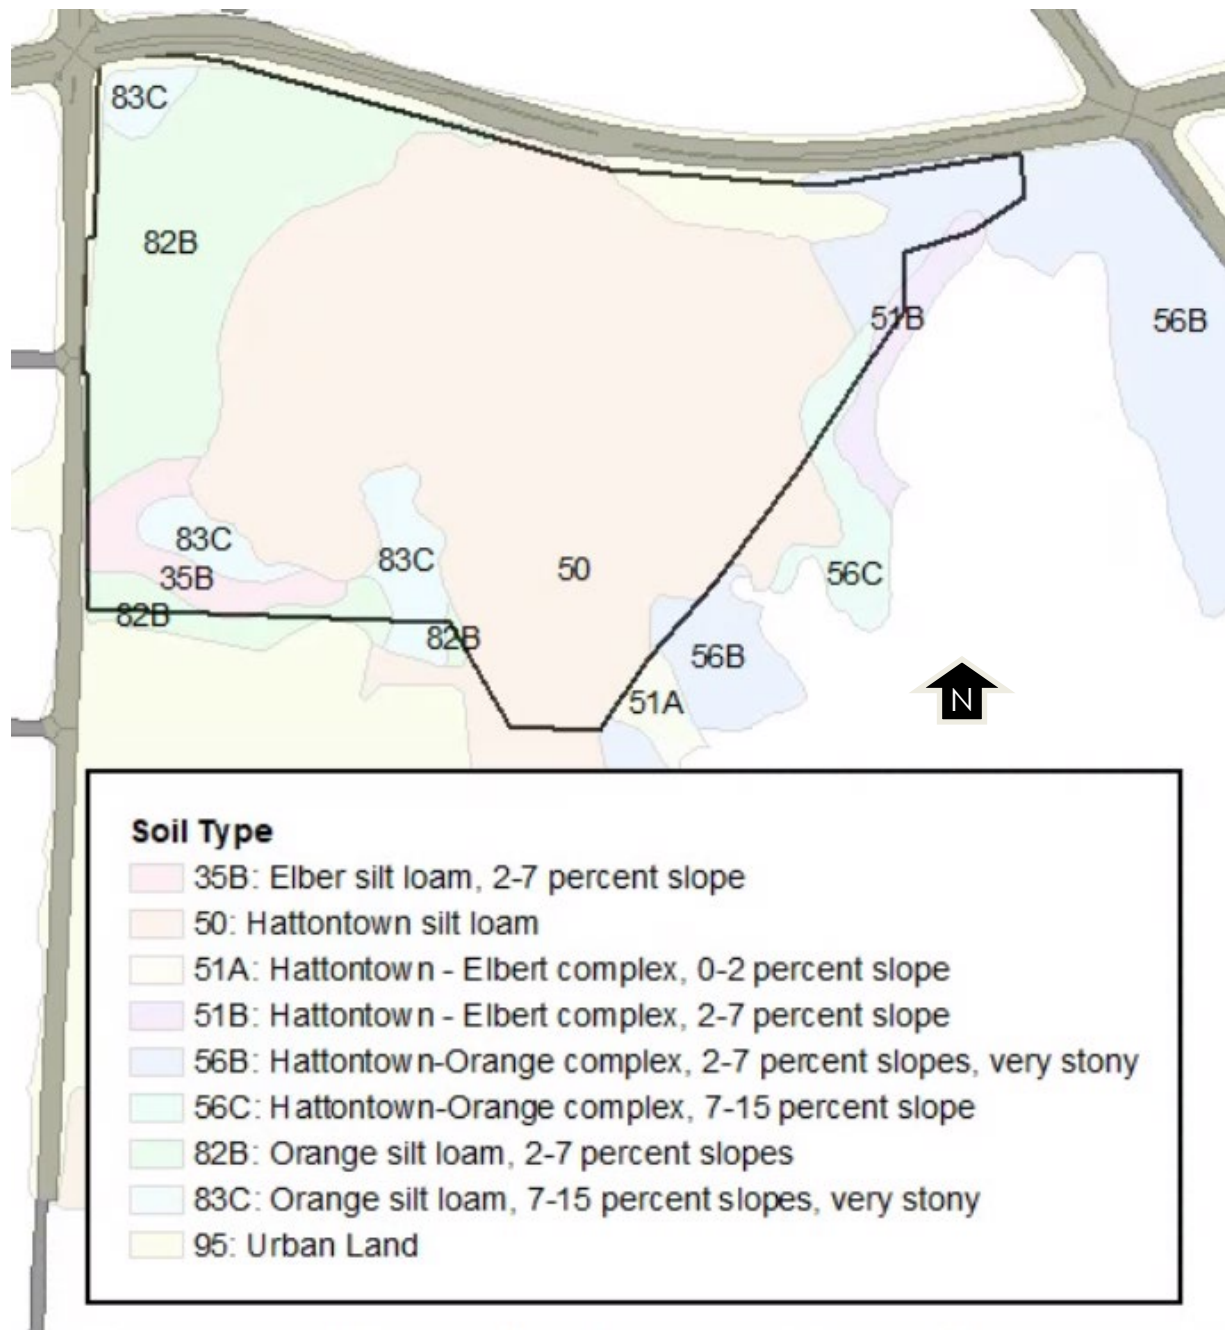 83C
82B
51B
56B
83C
83C
50
35B
56C
82B
82B
56B
51A
N
Soil Type
35B: Elber silt loam, 2-7 percent slope
50: Hattontown silt loam
51A: Hattontown - Elbert complex, 0-2 percent slope
51B: Hattontown - Elbert complex, 2-7 percent slope
56B: Hattontown-Orange complex, 2-7 percent slopes, very stony
56C: Hattontown-Orange complex, 7-15 percent slope
82B: Orange silt loam, 2-7 percent slopes
83C: Orange silt loam, 7-15 percent slopes, very stony
95: Urban Land